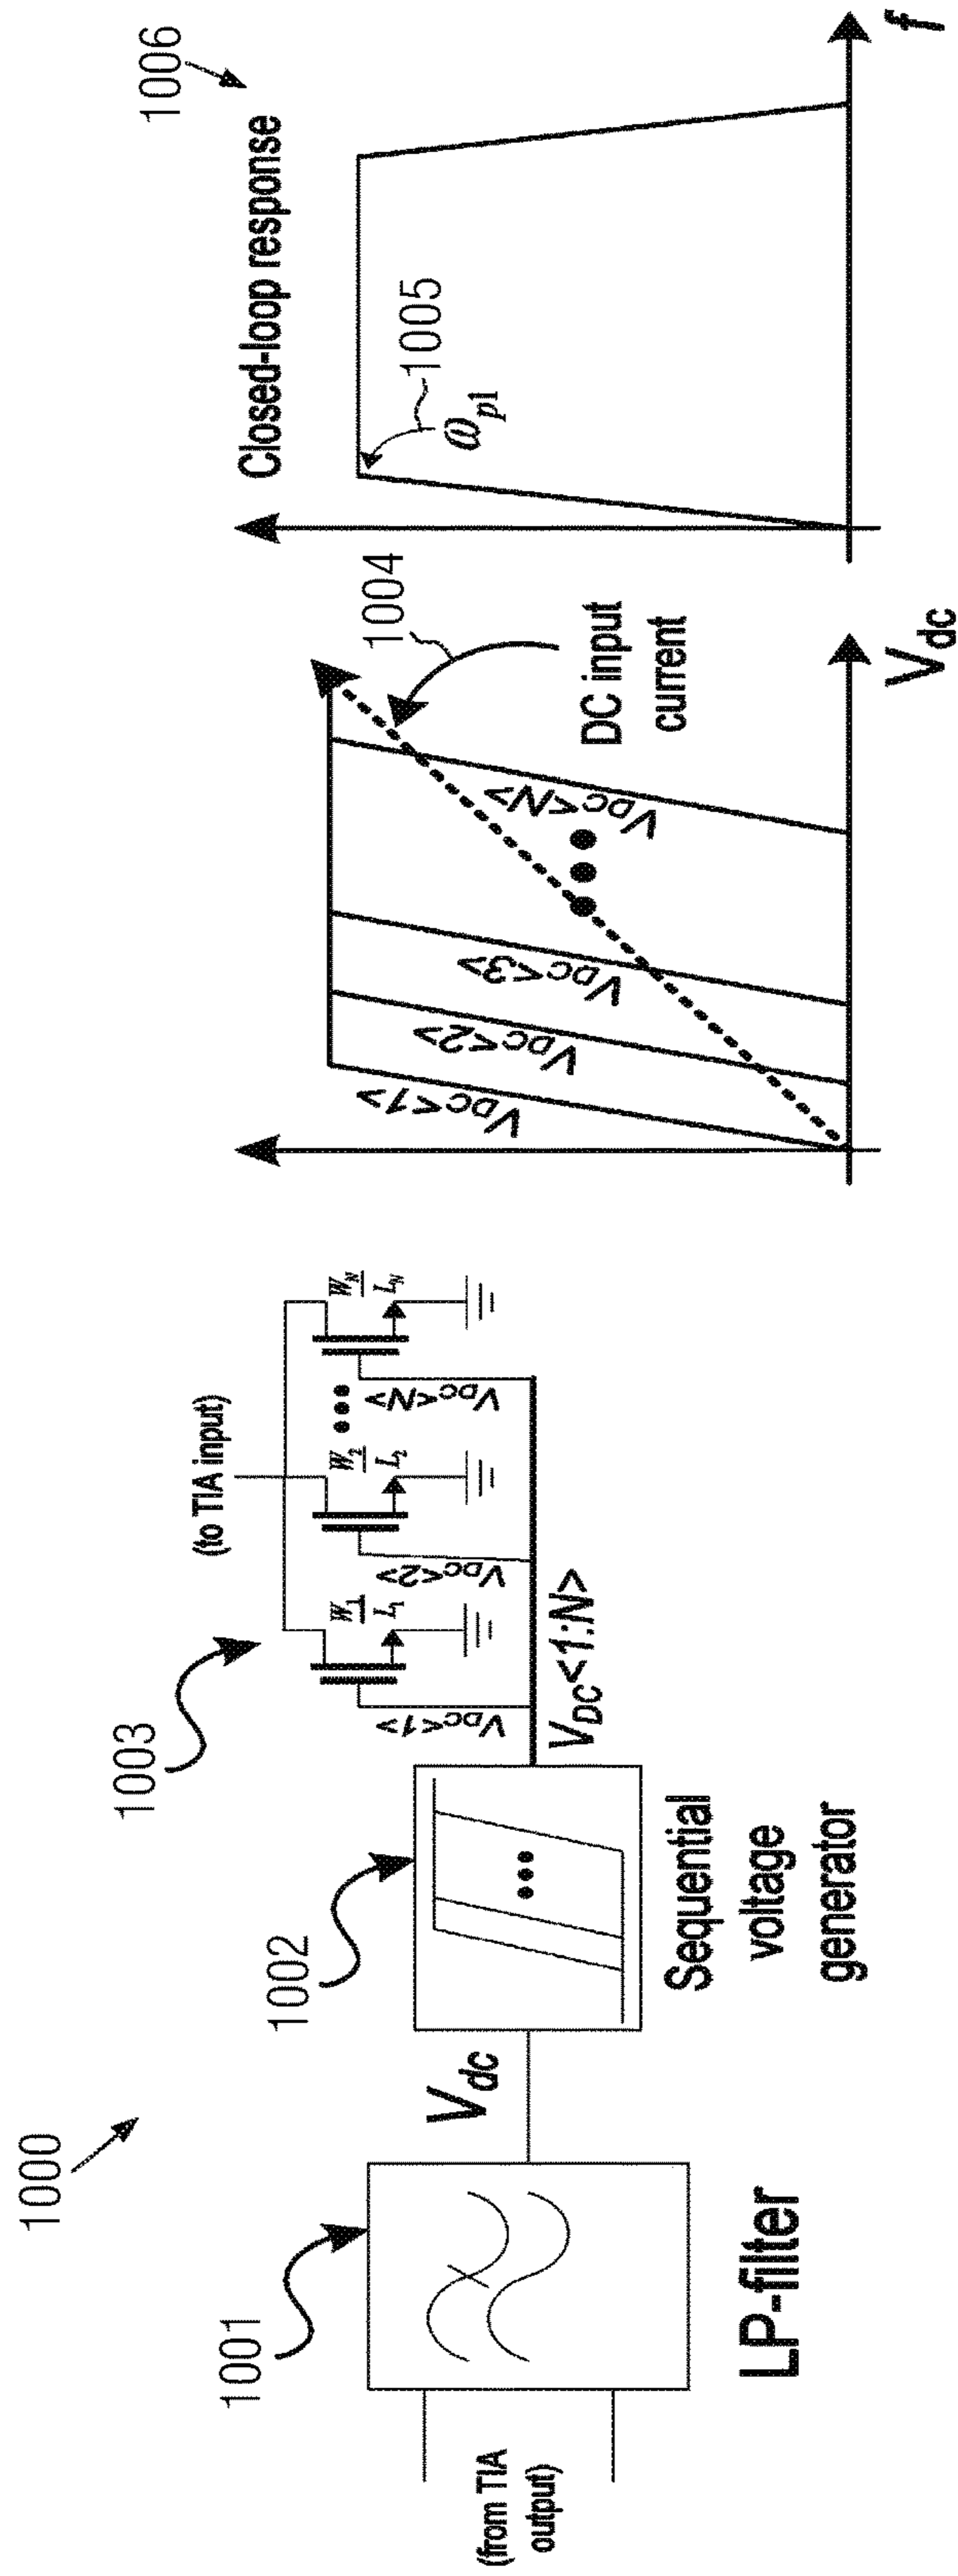 1000
1001
(from TIA
output)
LP-filter
V_dc
1002
Sequential
voltage
generator
1003
(to TIA input)
V_DC<1>
W_1
L_1
V_DC<2>
W_2
L_2
V_DC<N>
W_N
L_N
V_DC<1:N>
V_DC<1>
V_DC<2>
V_DC<3>
V_DC<N>
1004
DC input
current
V_dc
Closed-loop response
1006
1005
ω_p1
f